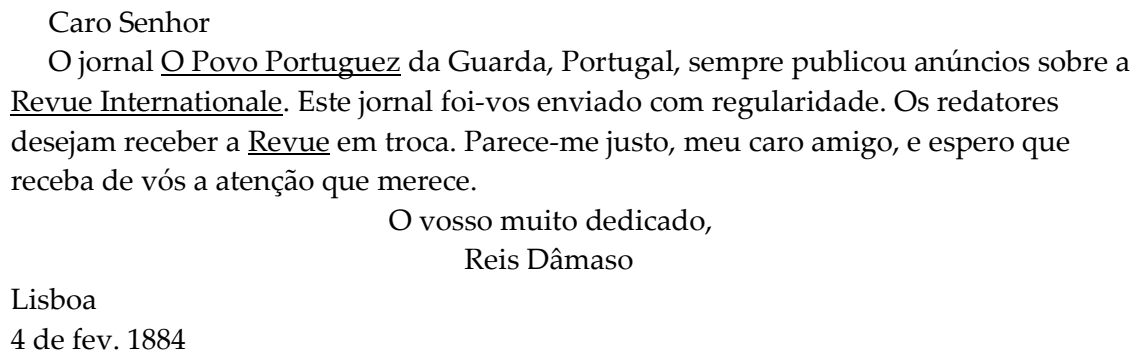 Caro Senhor
O jornal O Povo Portuguez da Guarda, Portugal, sempre publicou anúncios sobre a
Revue Internationale. Este jornal foi-vos enviado com regularidade. Os redatores
desejam receber a Revue em troca. Parece-me justo, meu caro amigo, e espero que
receba de vós a atenção que merece.
O vosso muito dedicado,
Reis Dâmaso
Lisboa
4 de fev. 1884